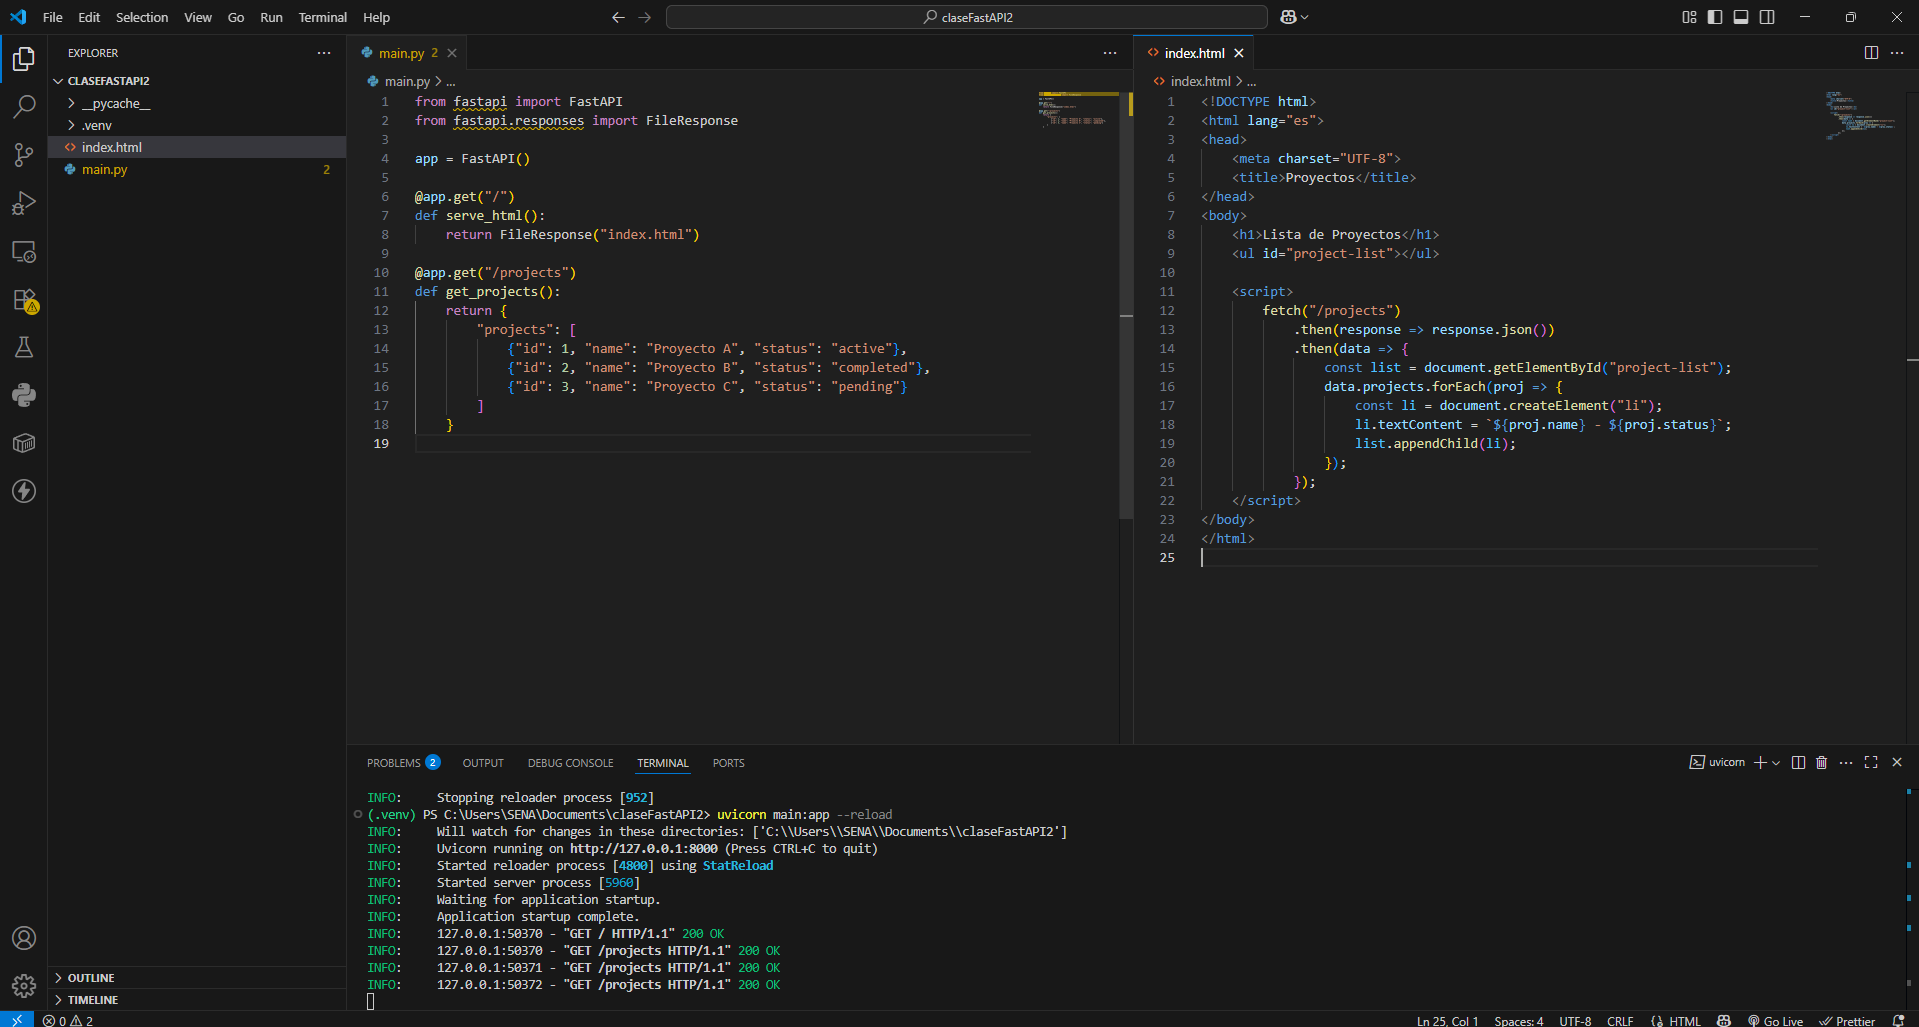 File Edit Selection View Go Run Terminal Help
claseFastAPI2
EXPLORER
CLASEFASTAPI2
__pycache__
.venv
index.html
main.py 2
OUTLINE
TIMELINE
main.py 2
main.py > ...
1 from fastapi import FastAPI
2 from fastapi.responses import FileResponse
3
4 app = FastAPI()
5
6 @app.get("/")
7 def serve_html():
8     return FileResponse("index.html")
9
10 @app.get("/projects")
11 def get_projects():
12     return {
13         "projects": [
14             {"id": 1, "name": "Proyecto A", "status": "active"},
15             {"id": 2, "name": "Proyecto B", "status": "completed"},
16             {"id": 3, "name": "Proyecto C", "status": "pending"}
17         ]
18     }
19
index.html
index.html > ...
1 <!DOCTYPE html>
2 <html lang="es">
3 <head>
4     <meta charset="UTF-8">
5     <title>Proyectos</title>
6 </head>
7 <body>
8     <h1>Lista de Proyectos</h1>
9     <ul id="project-list"></ul>
10
11     <script>
12         fetch("/projects")
13             .then(response => response.json())
14             .then(data => {
15                 const list = document.getElementById("project-list");
16                 data.projects.forEach(proj => {
17                     const li = document.createElement("li");
18                     li.textContent = `${proj.name} - ${proj.status}`;
19                     list.appendChild(li);
20                 });
21             });
22     </script>
23 </body>
24 </html>
25
PROBLEMS 2 OUTPUT DEBUG CONSOLE TERMINAL PORTS
uvicorn
INFO: Stopping reloader process [952]
(.venv) PS C:\Users\SENA\Documents\claseFastAPI2> uvicorn main:app --reload
INFO: Will watch for changes in these directories: ['C:\\Users\\SENA\\Documents\\claseFastAPI2']
INFO: Uvicorn running on http://127.0.0.1:8000 (Press CTRL+C to quit)
INFO: Started reloader process [4800] using StatReload
INFO: Started server process [5960]
INFO: Waiting for application startup.
INFO: Application startup complete.
INFO: 127.0.0.1:50370 - "GET / HTTP/1.1" 200 OK
INFO: 127.0.0.1:50370 - "GET /projects HTTP/1.1" 200 OK
INFO: 127.0.0.1:50371 - "GET /projects HTTP/1.1" 200 OK
INFO: 127.0.0.1:50372 - "GET /projects HTTP/1.1" 200 OK
0 2
Ln 25, Col 1 Spaces: 4 UTF-8 CRLF {} HTML Go Live Prettier